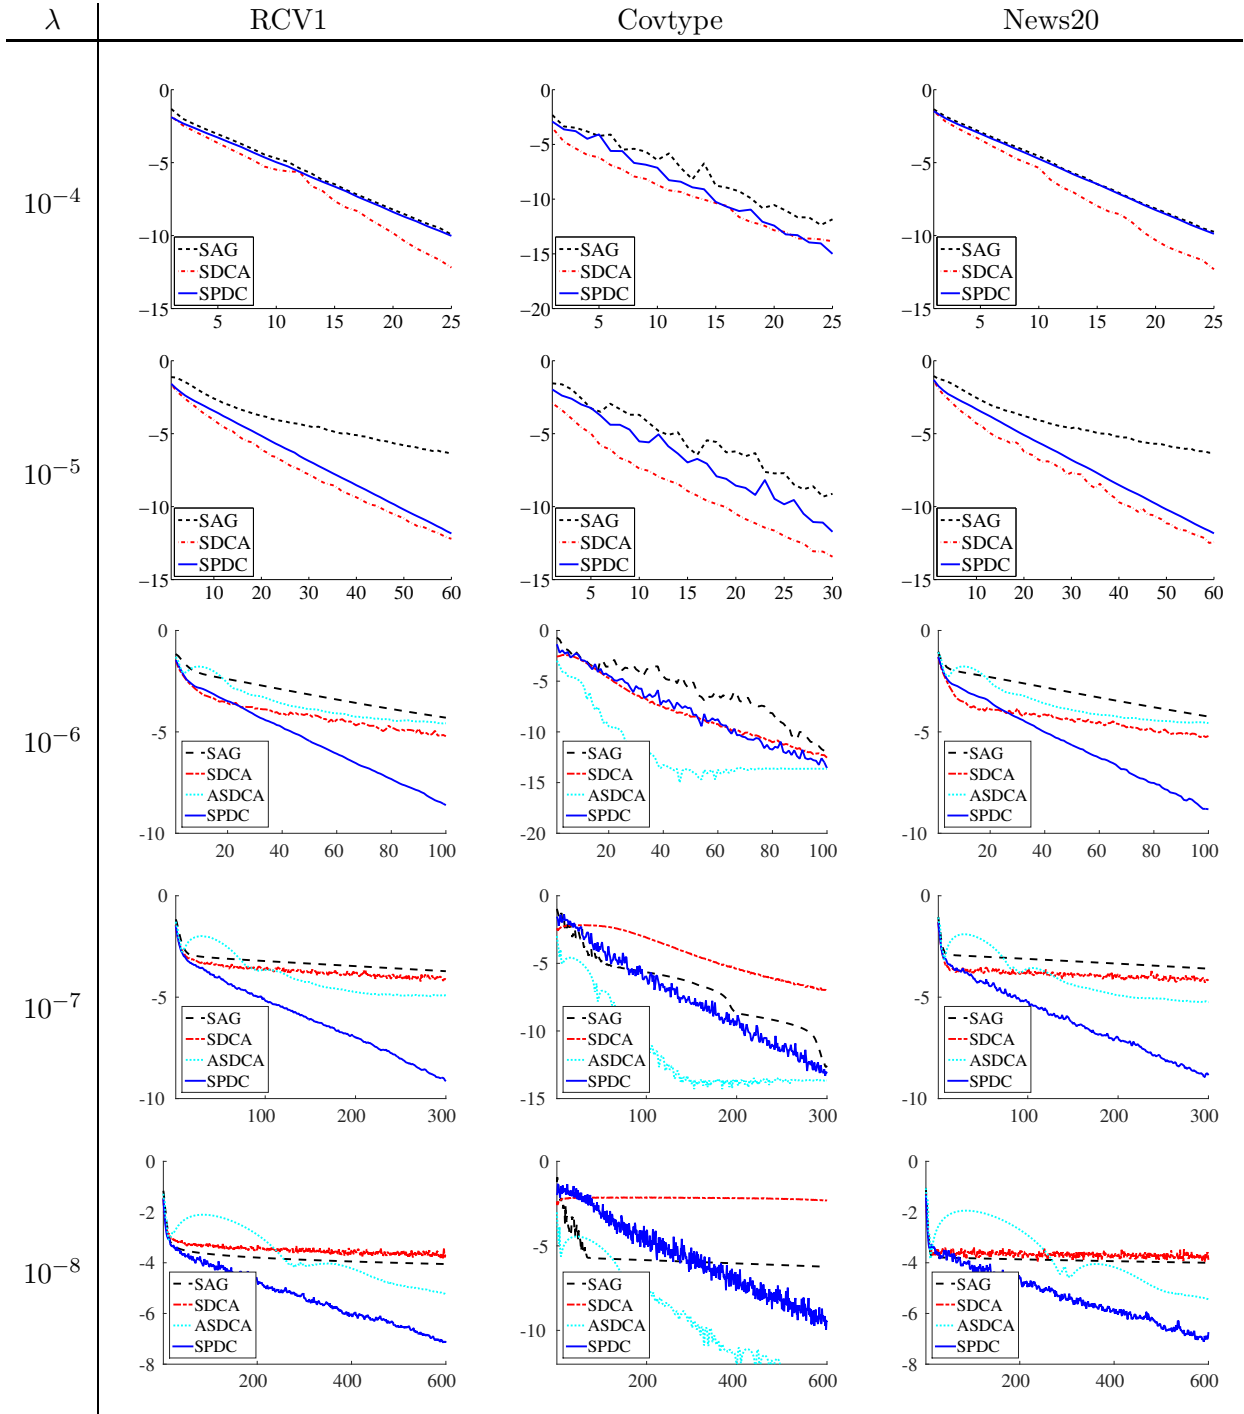 λ RCV1 Covtype News20
10⁻⁴
0
−5
−10
−15
5 10 15 20 25
SAG
SDCA
SPDC
0
−5
−10
−15
−20
5 10 15 20 25
SAG
SDCA
SPDC
0
−5
−10
−15
5 10 15 20 25
SAG
SDCA
SPDC
10⁻⁵
0
−5
−10
−15
10 20 30 40 50 60
SAG
SDCA
SPDC
0
−5
−10
−15
5 10 15 20 25 30
SAG
SDCA
SPDC
0
−5
−10
−15
10 20 30 40 50 60
SAG
SDCA
SPDC
10⁻⁶
0
-5
-10
20 40 60 80 100
SAG
SDCA
ASDCA
SPDC
0
-5
-10
-15
-20
20 40 60 80 100
SAG
SDCA
ASDCA
SPDC
0
-5
-10
20 40 60 80 100
SAG
SDCA
ASDCA
SPDC
10⁻⁷
0
-5
-10
100 200 300
SAG
SDCA
ASDCA
SPDC
0
-5
-10
-15
100 200 300
SAG
SDCA
ASDCA
SPDC
0
-5
-10
100 200 300
SAG
SDCA
ASDCA
SPDC
10⁻⁸
0
-2
-4
-6
-8
200 400 600
SAG
SDCA
ASDCA
SPDC
0
-5
-10
200 400 600
SAG
SDCA
ASDCA
SPDC
0
-2
-4
-6
-8
200 400 600
SAG
SDCA
ASDCA
SPDC